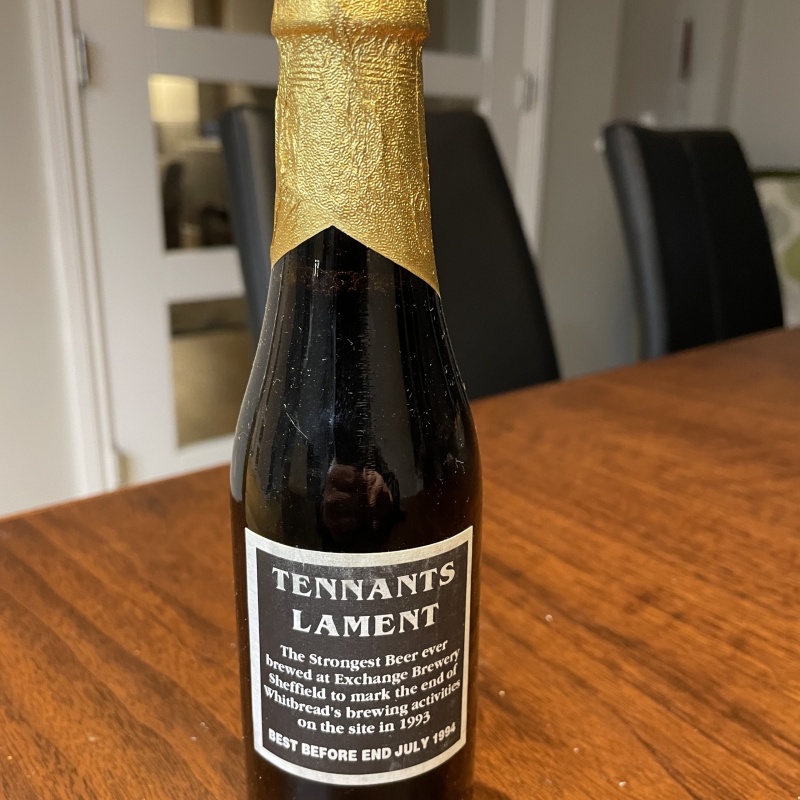 TENNANTS
LAMENT
The Strongest Beer ever
brewed at Exchange Brewery
Sheffield to mark the end of
Whitbread's brewing activities
on the site in 1993
BEST BEFORE END JULY 1994